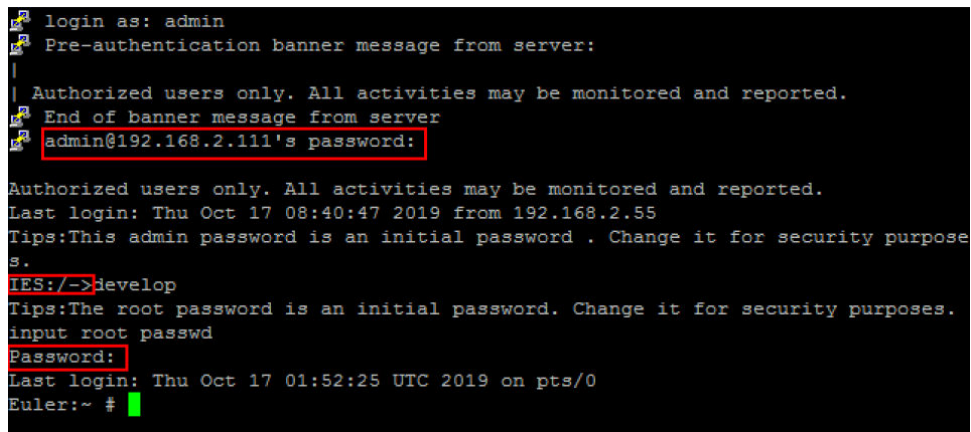 login as: admin
Pre-authentication banner message from server:
|
| Authorized users only. All activities may be monitored and reported.
End of banner message from server
admin@192.168.2.111's password:
Authorized users only. All activities may be monitored and reported.
Last login: Thu Oct 17 08:40:47 2019 from 192.168.2.55
Tips:This admin password is an initial password . Change it for security purpose
s.
IES:/->develop
Tips:The root password is an initial password. Change it for security purposes.
input root passwd
Password:
Last login: Thu Oct 17 01:52:25 UTC 2019 on pts/0
Euler:~ #